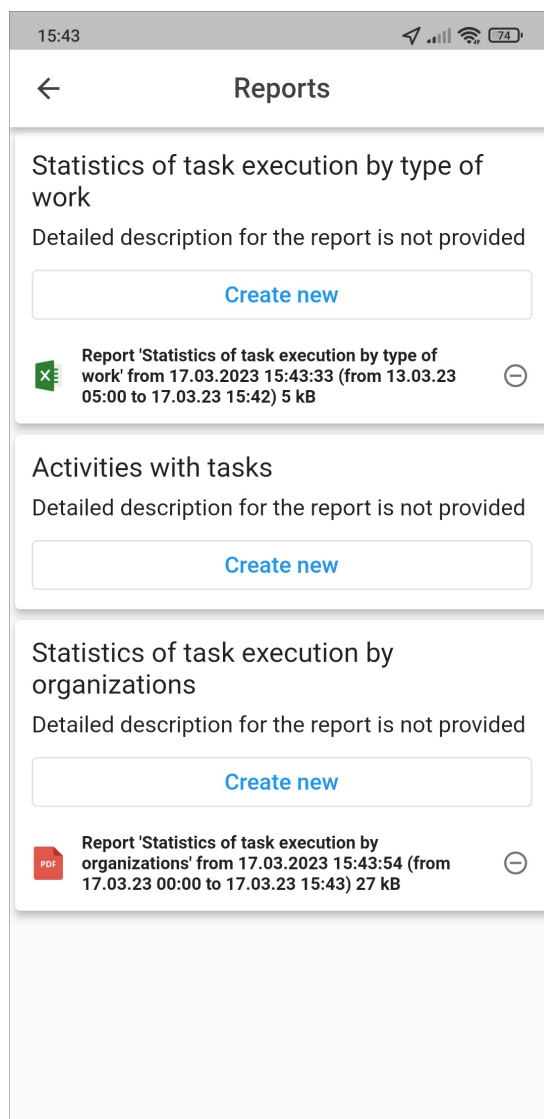 15:43
74
Reports
Statistics of task execution by type of
work
Detailed description for the report is not provided
Create new
X
Report 'Statistics of task execution by type of
work' from 17.03.2023 15:43:33 (from 13.03.23
05:00 to 17.03.23 15:42) 5 kB
Activities with tasks
Detailed description for the report is not provided
Create new
Statistics of task execution by
organizations
Detailed description for the report is not provided
Create new
PDF
Report 'Statistics of task execution by
organizations' from 17.03.2023 15:43:54 (from
17.03.23 00:00 to 17.03.23 15:43) 27 kB